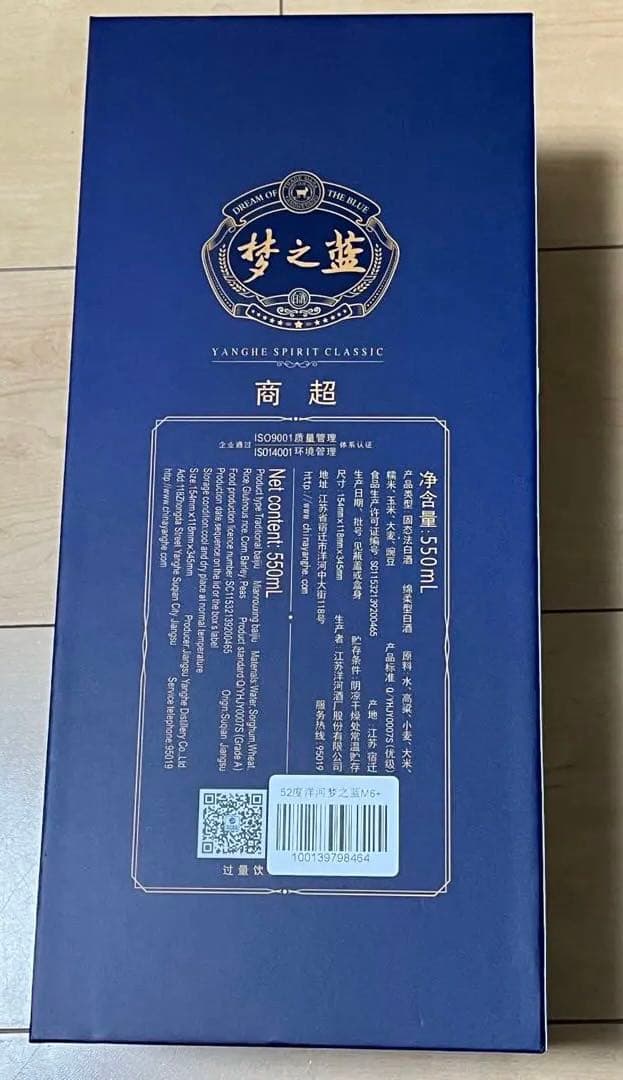 DREAM OF THE BLUE
梦之蓝
白酒
YANGHE SPIRIT CLASSIC
商超
企业通过 ISO9001质量管理 体系认证
ISO14001环境管理
净含量:550mL
产品类型:固态法白酒 绵柔型白酒 原料:水、高粱、小麦、大米、
糯米、玉米、大麦、豌豆 产品标准:Q/YHJY0007S(优级)
食品生产许可证编号:SC11532139200465 产地:江苏 宿迁
生产日期、批号:见瓶盖或盒身 贮存条件:阴凉干燥处常温贮存
尺寸:154mm×118mm×345mm 生产者:江苏洋河酒厂股份有限公司
地址:江苏省宿迁市洋河中大街118号 服务热线:95019
http://www.chinayanghe.com
Net content: 550mL
Product type:Traditional baijiu Mianrouxing baijiu Materials:Water, Sorghum,Wheat,
Rice, Glutinous rice, Corn, Barley, Peas Product standard:Q/YHJY0007S (Grade A)
Food production licence number:SC11532139200465 Origin:Suqian Jiangsu
Production date sequence:on the lid or the box's label
Storage condition:cool and dry place at normal temperature
Size:154mm×118mm×345mm Producer:Jiangsu Yanghe Distillery Co.,Ltd
Add:118Zhongda Street Yanghe Suqian City Jiangsu Service telephone:95019
http://www.chinayanghe.com
52度洋河梦之蓝M6+
100139798464
过量饮